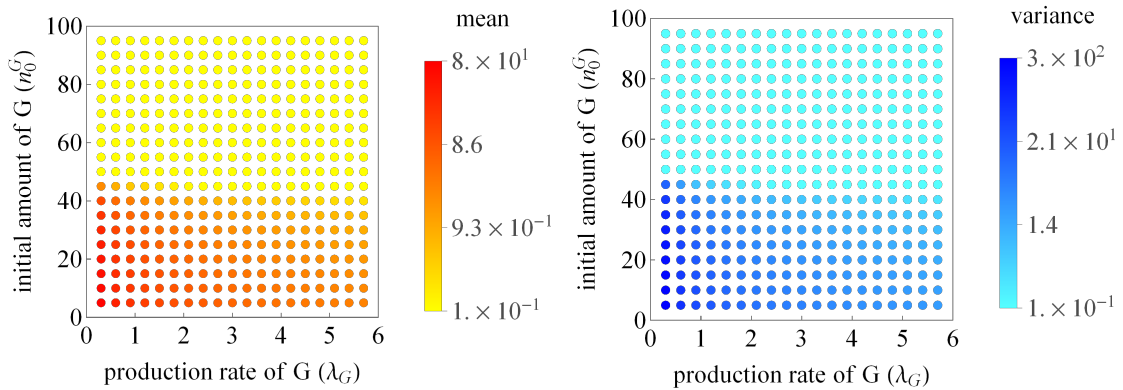 mean
100
80
60
40
20
0
initial amount of G (n₀ᴳ)
0 1 2 3 4 5 6
production rate of G (λ_G)
8. × 10¹
8.6
9.3 × 10⁻¹
1. × 10⁻¹
variance
100
80
60
40
20
0
initial amount of G (n₀ᴳ)
0 1 2 3 4 5 6
production rate of G (λ_G)
3. × 10²
2.1 × 10¹
1.4
1. × 10⁻¹